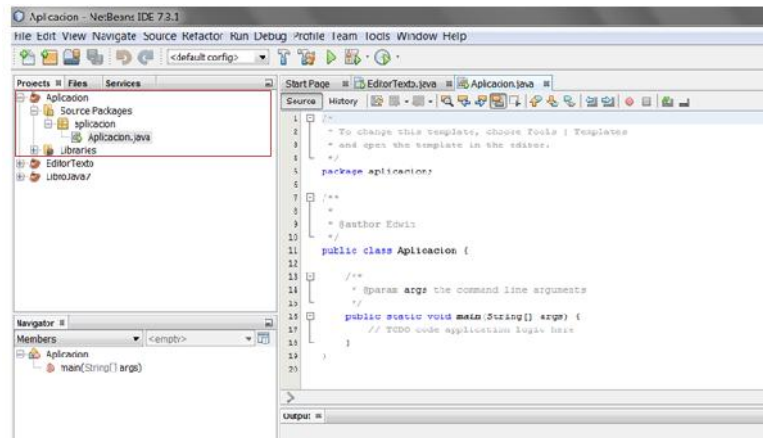 Aplicacion - NetBeans IDE 7.3.1
File Edit View Navigate Source Refactor Run Debug Profile Team Tools Window Help
<default config>
Projects Files Services
Aplicacion
Source Packages
aplicacion
Aplicacion.java
Libraries
EditorTexto
LibroJava7
Navigator
Members <empty>
Aplicacion
main(String[] args)
Start Page EditorTexto.java Aplicacion.java
Source History
1 /*
2 * To change this template, choose Tools | Templates
3 * and open the template in the editor.
4 */
5 package aplicacion;
6
7 /**
8 *
9 * @author Edwin
10 */
11 public class Aplicacion {
12
13 /**
14 * @param args the command line arguments
15 */
16 public static void main(String[] args) {
17 // TODO code application logic here
18 }
19 }
20
Output